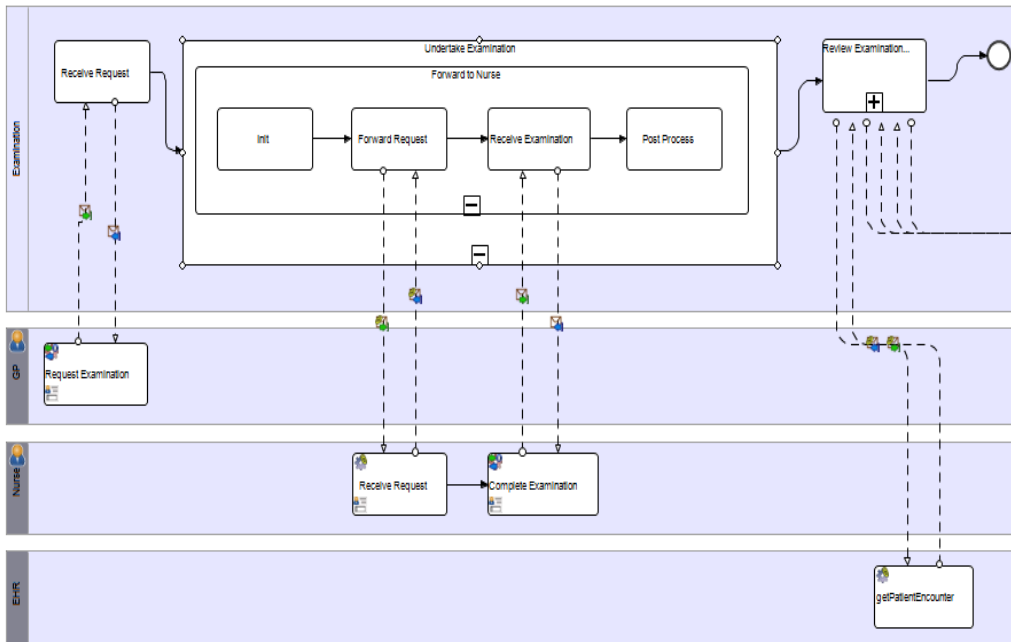 Examination
Receive Request
Undertake Examination
Forward to Nurse
Init
Forward Request
Receive Examination
Post Process
Review Examination...
GP
Request Examination
Nurse
Receive Request
Complete Examination
EHR
getPatientEncounter